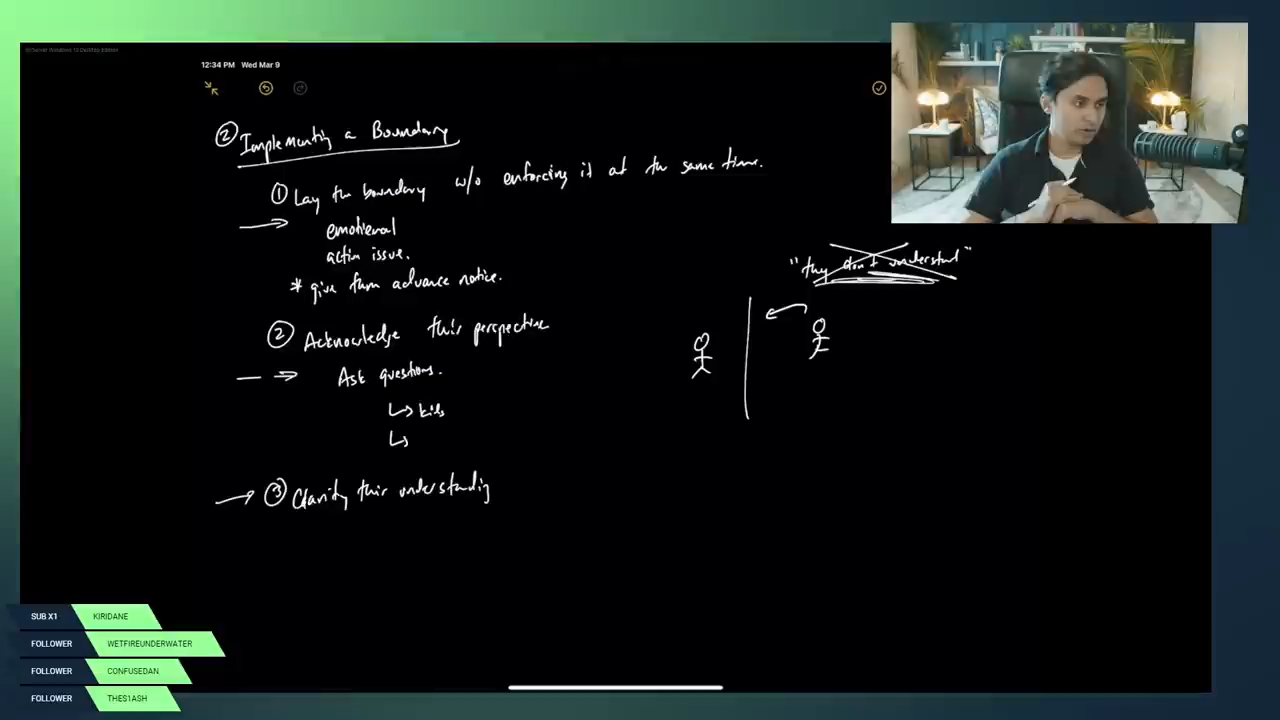 12:34 PM Wed Mar 9
② Implementing a Boundary
① Lay the boundary w/o enforcing it at the same time.
emotional
action issue.
* give them advance notice.
"they don't understand"
② Acknowledge their perspective
Ask questions.
↳ kids
↳
③ Clarify their understanding
SUB X1 KIRIDANE
FOLLOWER WETFIREUNDERWATER
FOLLOWER CONFUSEDAN
FOLLOWER THES1ASH